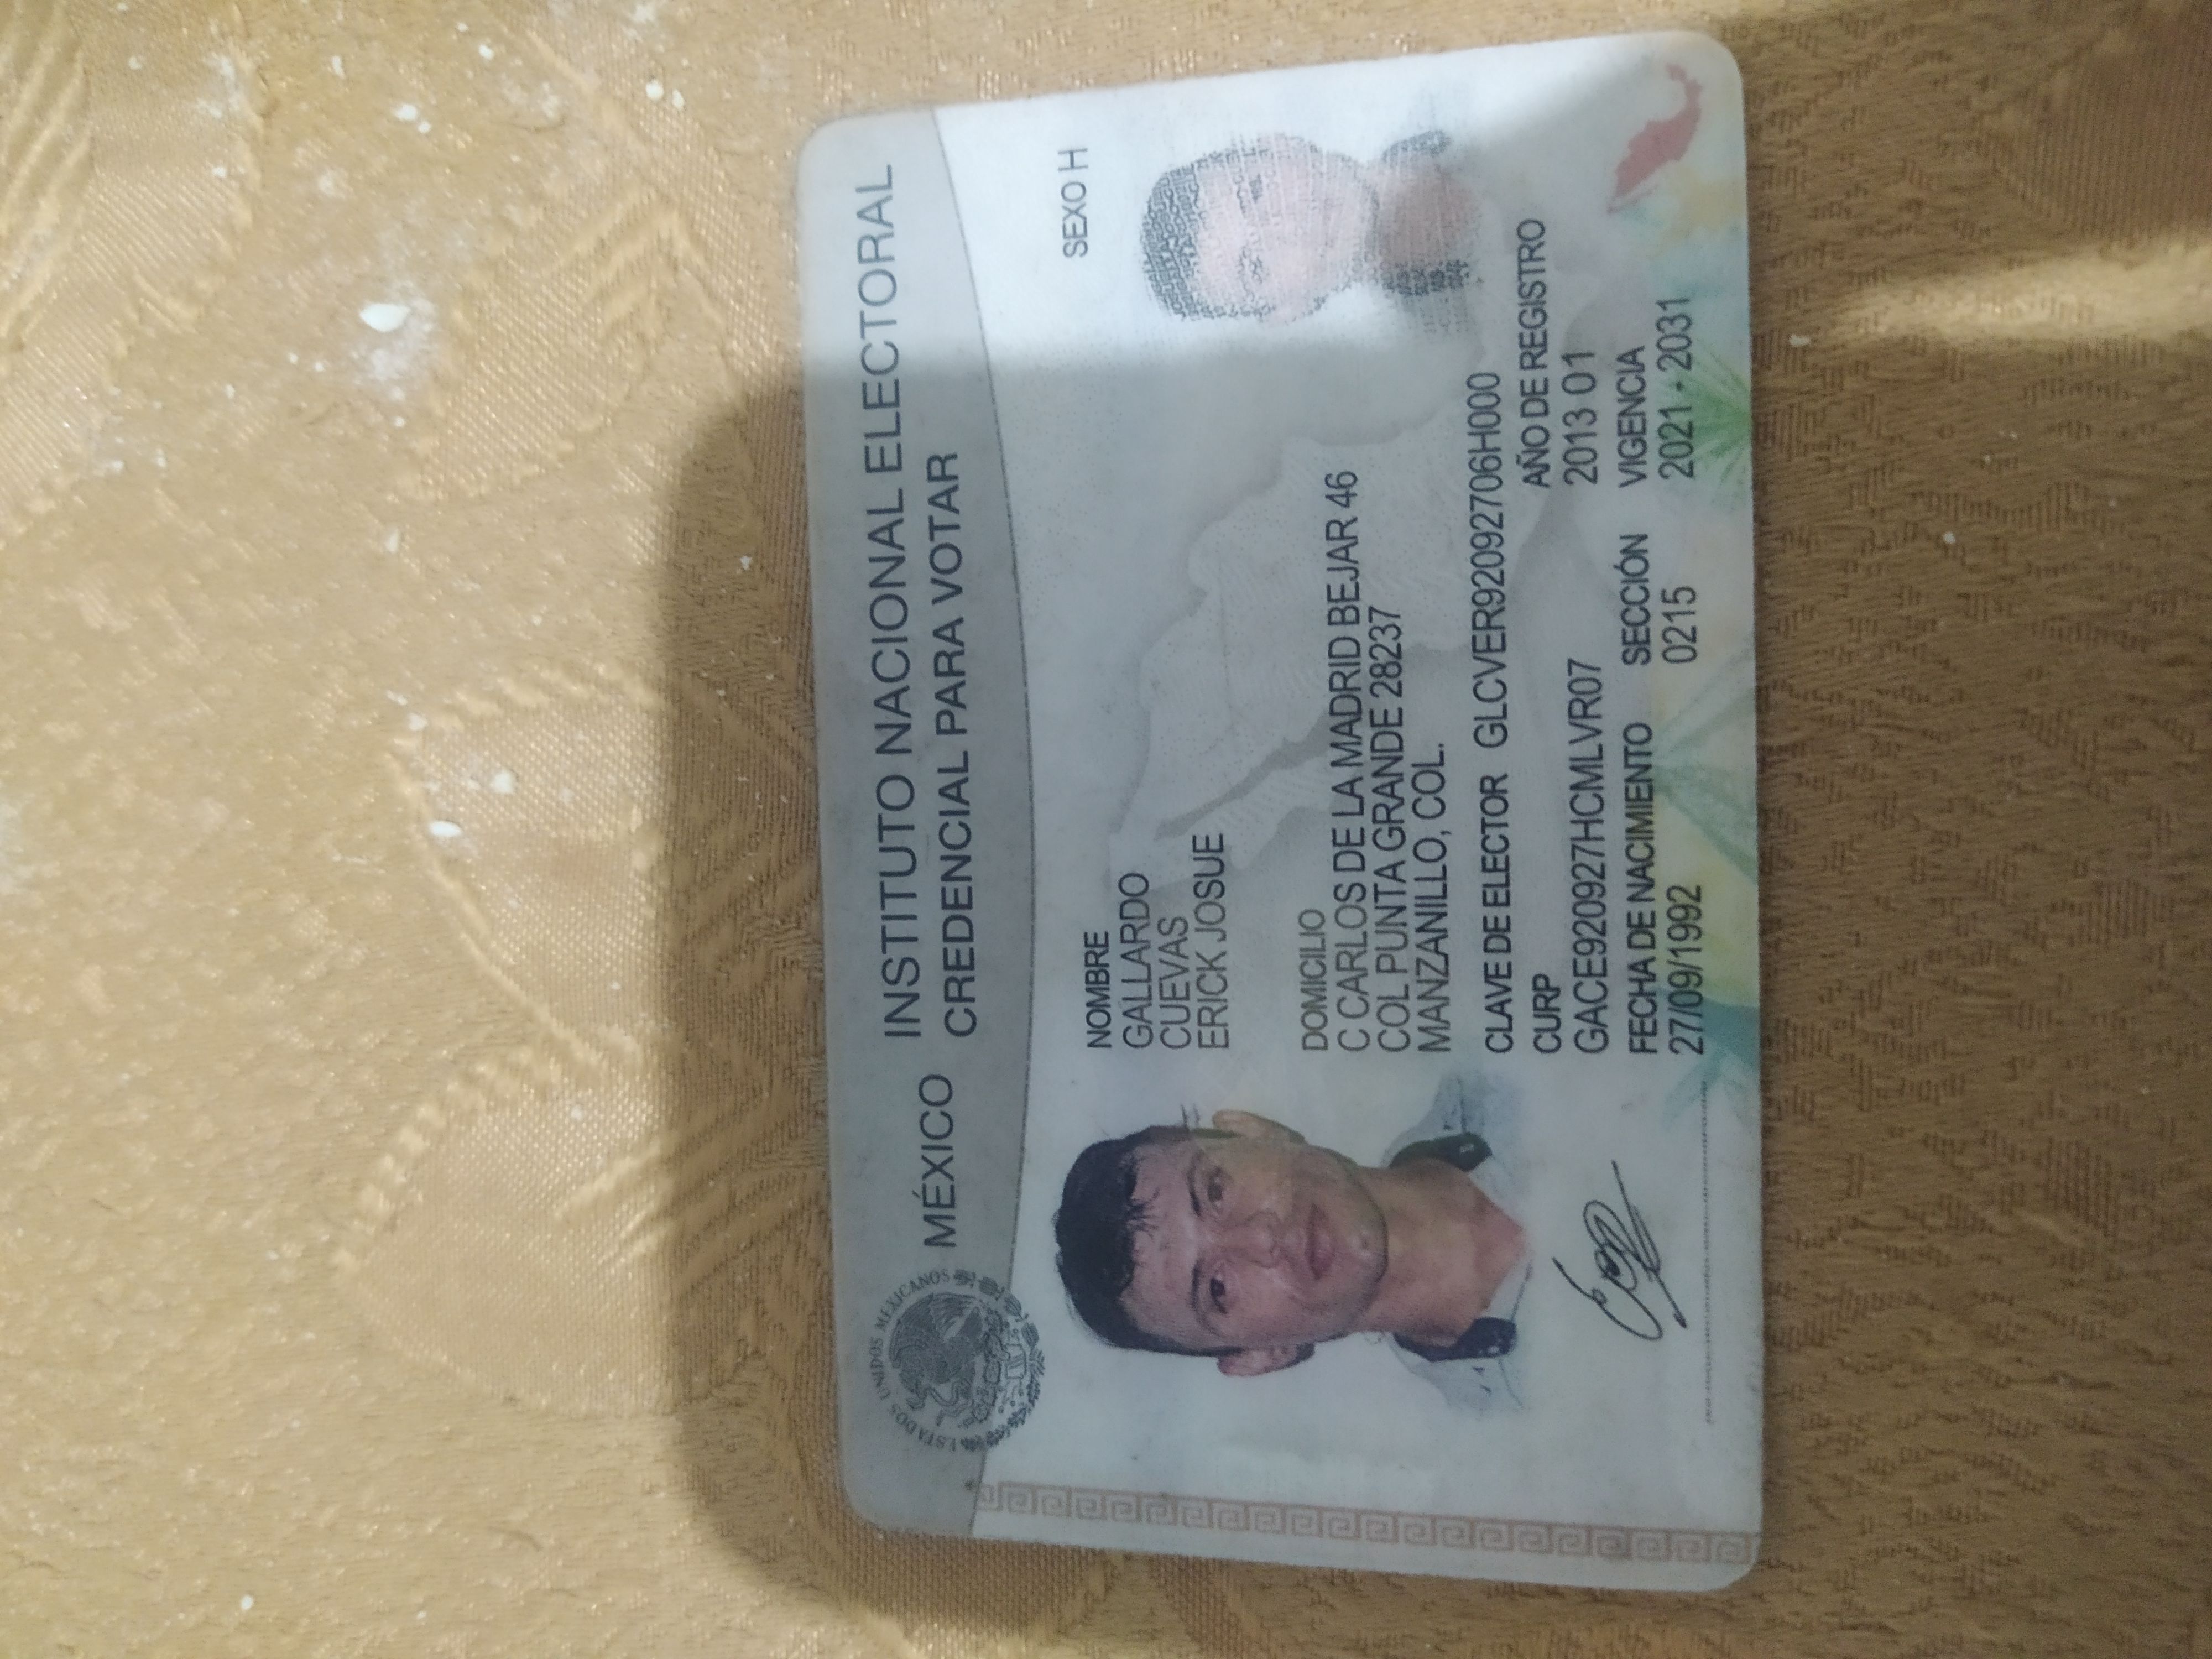 ESTADOS UNIDOS MEXICANOS
MÉXICO
INSTITUTO NACIONAL ELECTORAL
CREDENCIAL PARA VOTAR
SEXO H
NOMBRE
GALLARDO
CUEVAS
ERICK JOSUE
DOMICILIO
C CARLOS DE LA MADRID BEJAR 46
COL PUNTA GRANDE 28237
MANZANILLO, COL.
CLAVE DE ELECTOR GLCVER92092706H000
CURP
GACE920927HCMLVR07
AÑO DE REGISTRO
2013 01
FECHA DE NACIMIENTO
27/09/1992
SECCIÓN
0215
VIGENCIA
2021 - 2031